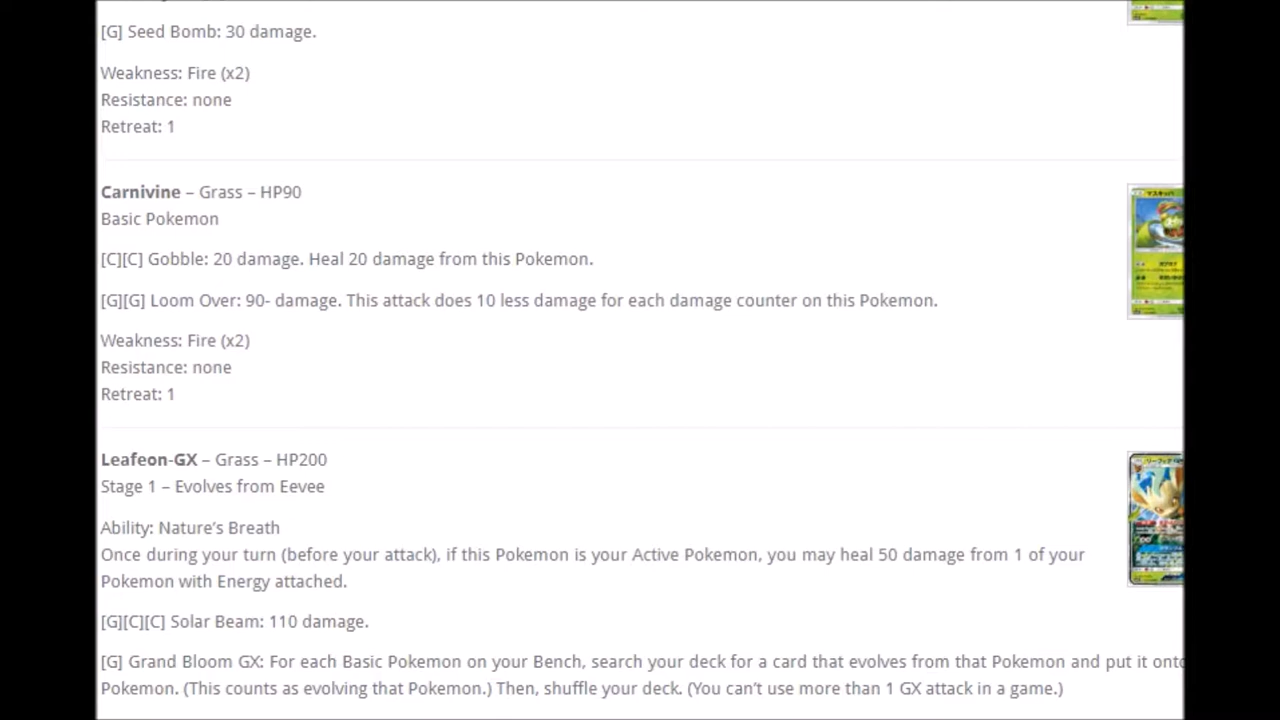 [G] Seed Bomb: 30 damage.
Weakness: Fire (x2)
Resistance: none
Retreat: 1
Carnivine – Grass – HP90
Basic Pokemon
[C][C] Gobble: 20 damage. Heal 20 damage from this Pokemon.
[G][G] Loom Over: 90- damage. This attack does 10 less damage for each damage counter on this Pokemon.
Weakness: Fire (x2)
Resistance: none
Retreat: 1
Leafeon-GX – Grass – HP200
Stage 1 – Evolves from Eevee
Ability: Nature's Breath
Once during your turn (before your attack), if this Pokemon is your Active Pokemon, you may heal 50 damage from 1 of your
Pokemon with Energy attached.
[G][C][C] Solar Beam: 110 damage.
[G] Grand Bloom GX: For each Basic Pokemon on your Bench, search your deck for a card that evolves from that Pokemon and put it onto
Pokemon. (This counts as evolving that Pokemon.) Then, shuffle your deck. (You can't use more than 1 GX attack in a game.)